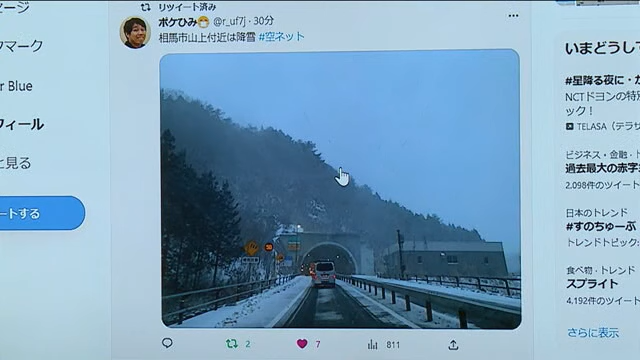 リツイート済み
ポケひみ😷 @r_uf7j・30分
相馬市山上付近は降雪 #空ネット
2
7
811
クマーク
r Blue
フィール
と見る
ートする
いまどうして
#星降る夜に・
NCTドヨンの特
ック！
TELASA（テラサ
ビジネス・金融・ト
過去最大の赤字
2,098件のツイート
日本のトレンド
#すのちゅーぶ
トレンドトピック:
食べ物・トレンド
スプライト
4,192件のツイート
さらに表示